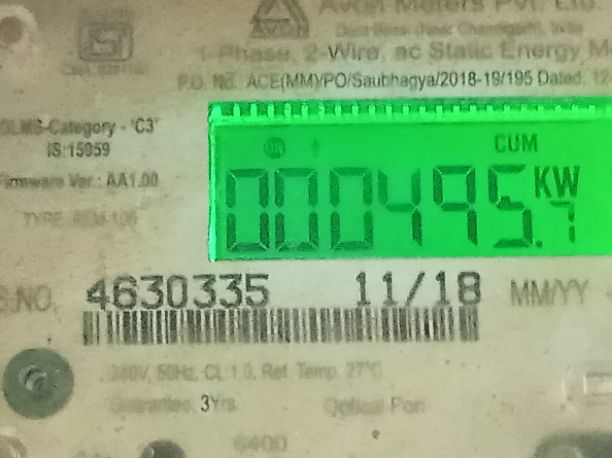 Avon Meters Pvt. Ltd.
1-Phase, 2-Wire, ac Static Energy M
P.O. No. ACE(MM)/PO/Saubhagya/2018-19/195 Dated. 12
-Category - 'C3'
IS:15959
CUM
Ver.: AA1.00
000495.7 KW
S.NO. 4630335 11/18 MM/YY
240V, 50Hz, CL 1.0, Ref. Temp. 27°C
Guarantee. 3Yrs. Optical Port
6400